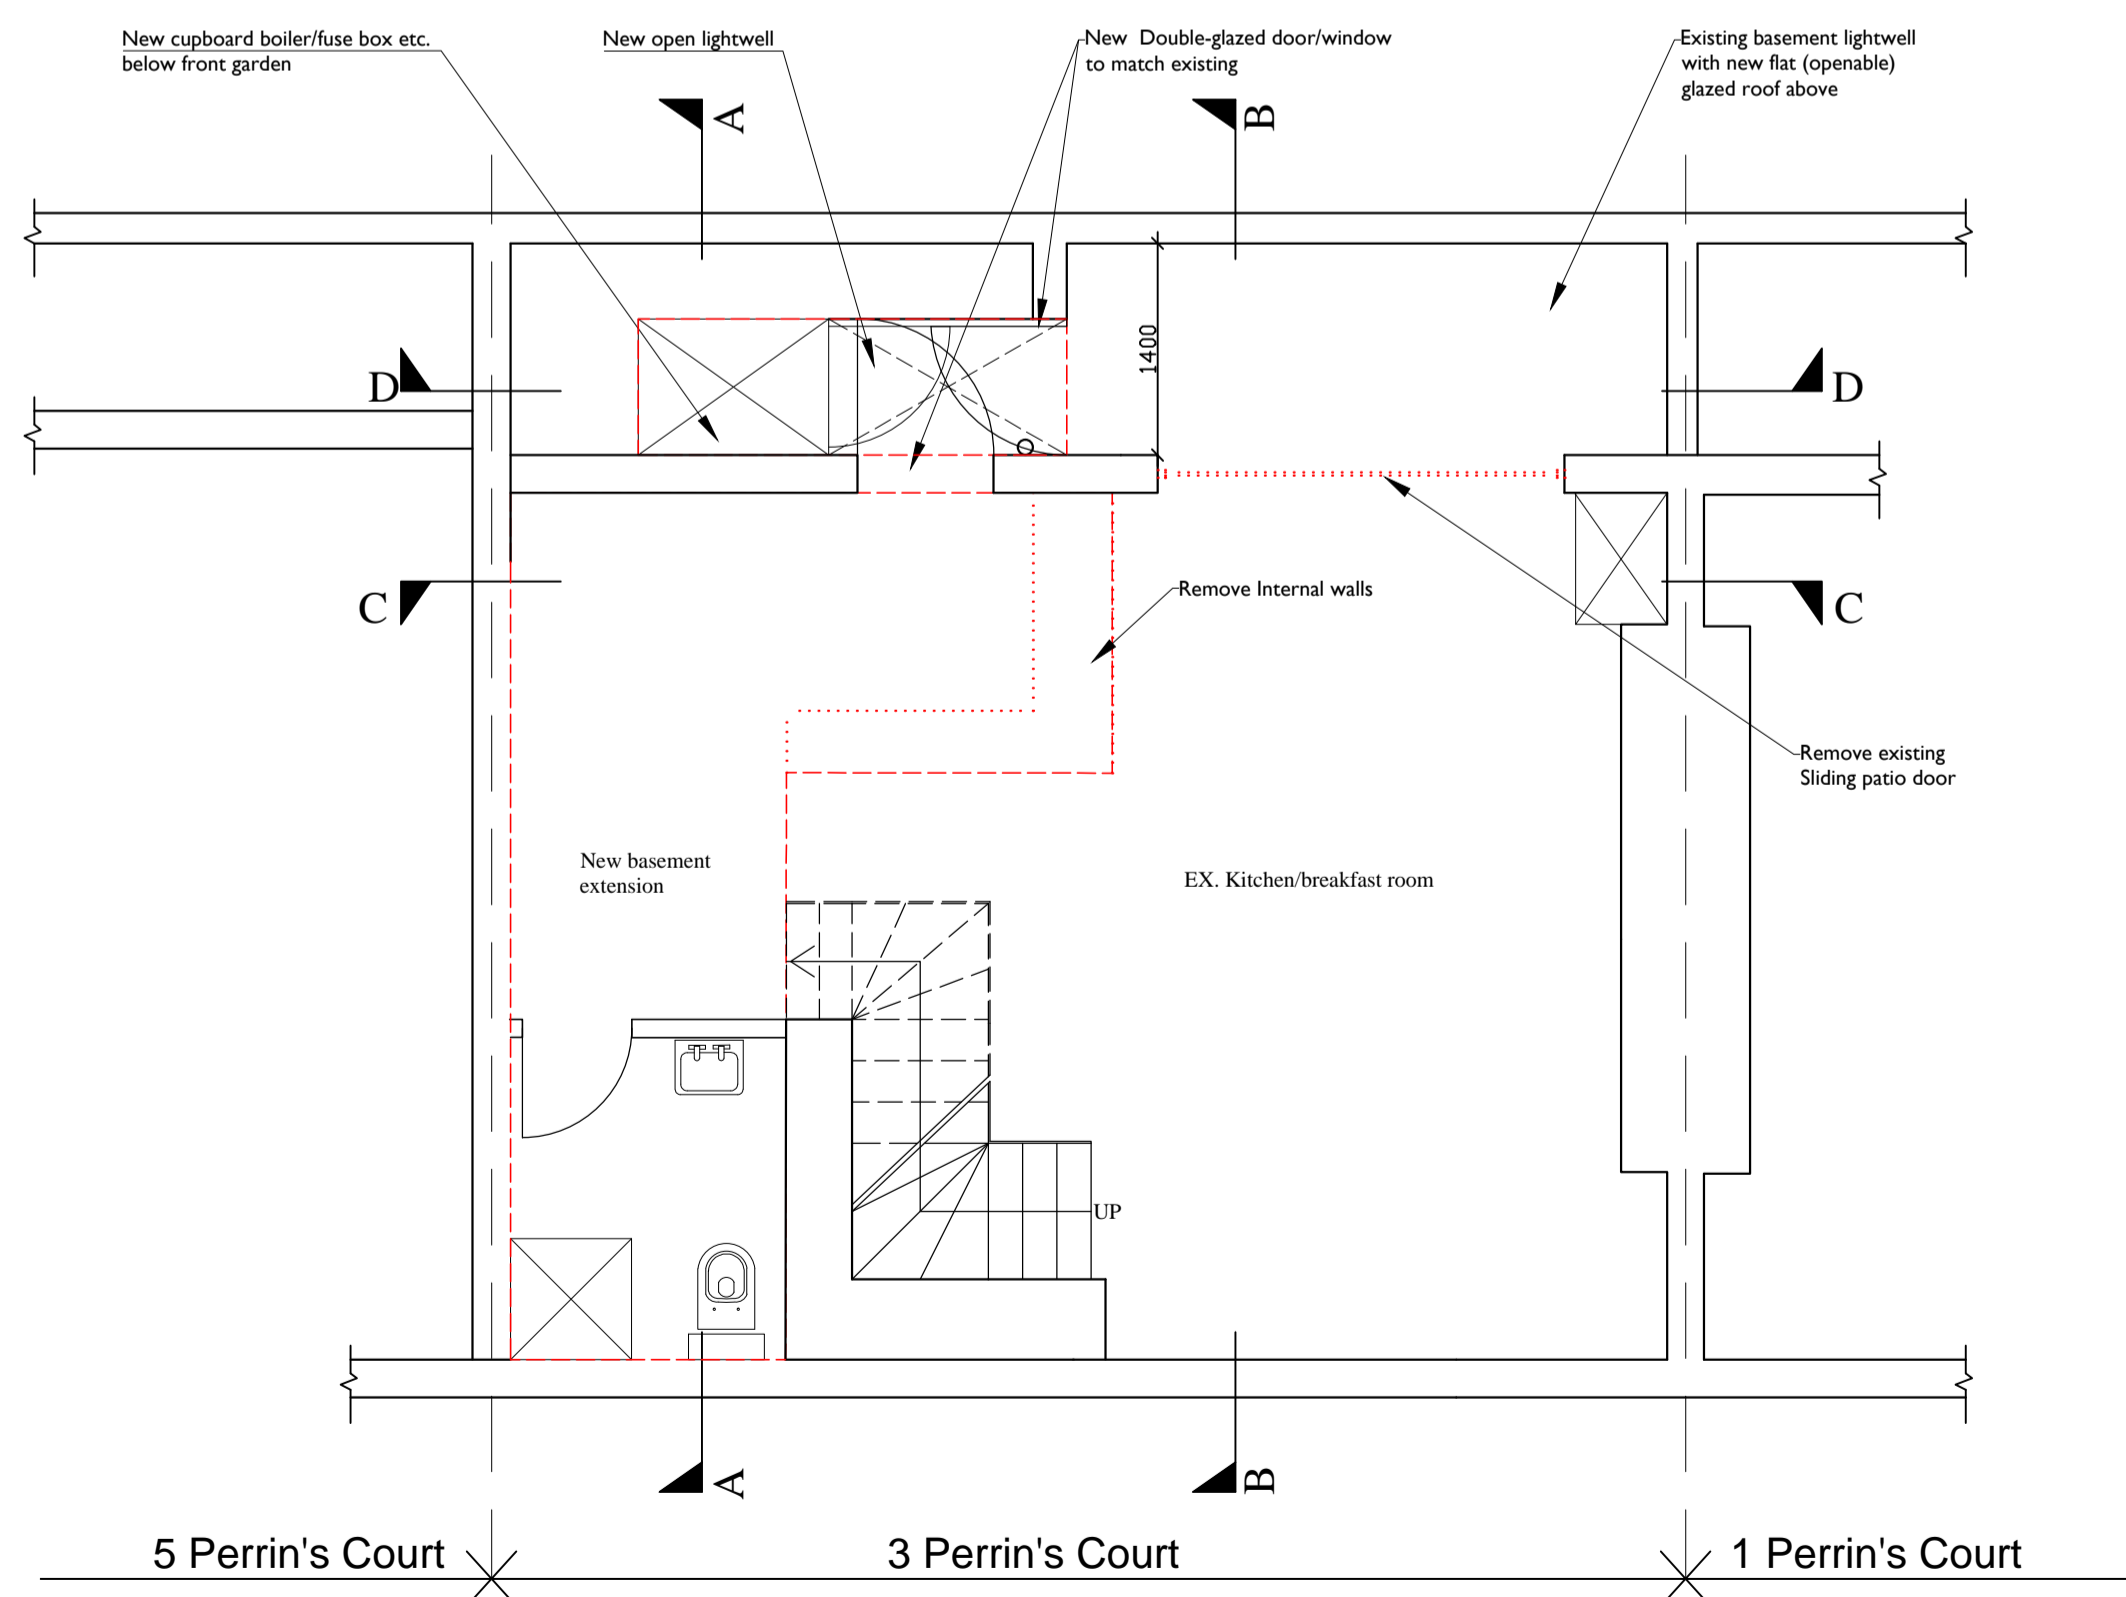 New cupboard boiler/fuse box etc.
below front garden
New open lightwell
New Double-glazed door/window
to match existing
Existing basement lightwell
with new flat (openable)
glazed roof above
A
B
1400
D
D
C
C
Remove Internal walls
Remove existing
Sliding patio door
New basement
extension
EX. Kitchen/breakfast room
UP
A
B
5 Perrin's Court
3 Perrin's Court
1 Perrin's Court